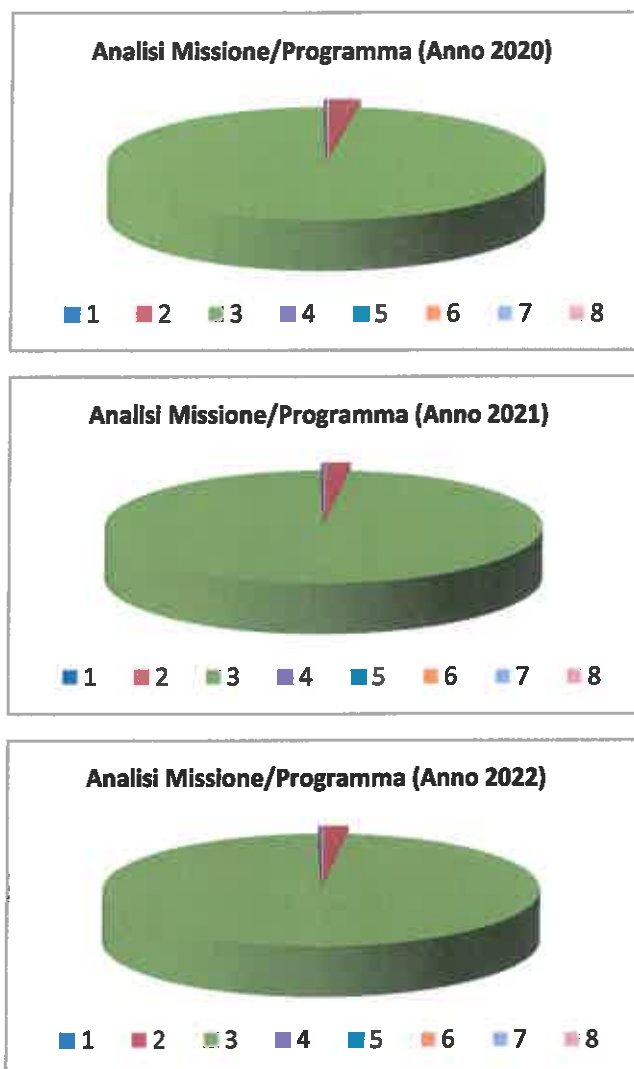 Analisi Missione/Programma (Anno 2020)
1 2 3 4 5 6 7 8
Analisi Missione/Programma (Anno 2021)
1 2 3 4 5 6 7 8
Analisi Missione/Programma (Anno 2022)
1 2 3 4 5 6 7 8